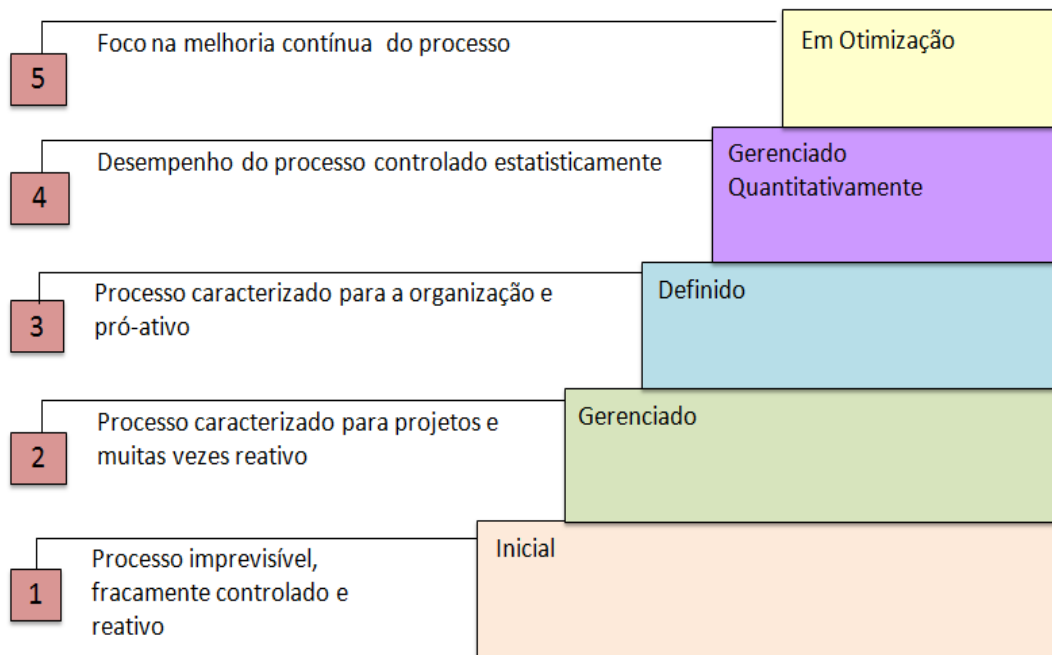 5
Foco na melhoria contínua do processo
Em Otimização
4
Desempenho do processo controlado estatisticamente
Gerenciado
Quantitativamente
3
Processo caracterizado para a organização e
pró-ativo
Definido
2
Processo caracterizado para projetos e
muitas vezes reativo
Gerenciado
1
Processo imprevisível,
fracamente controlado e
reativo
Inicial